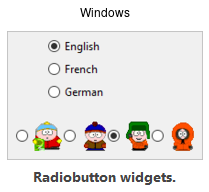 Windows
English
French
German
Radiobutton widgets.